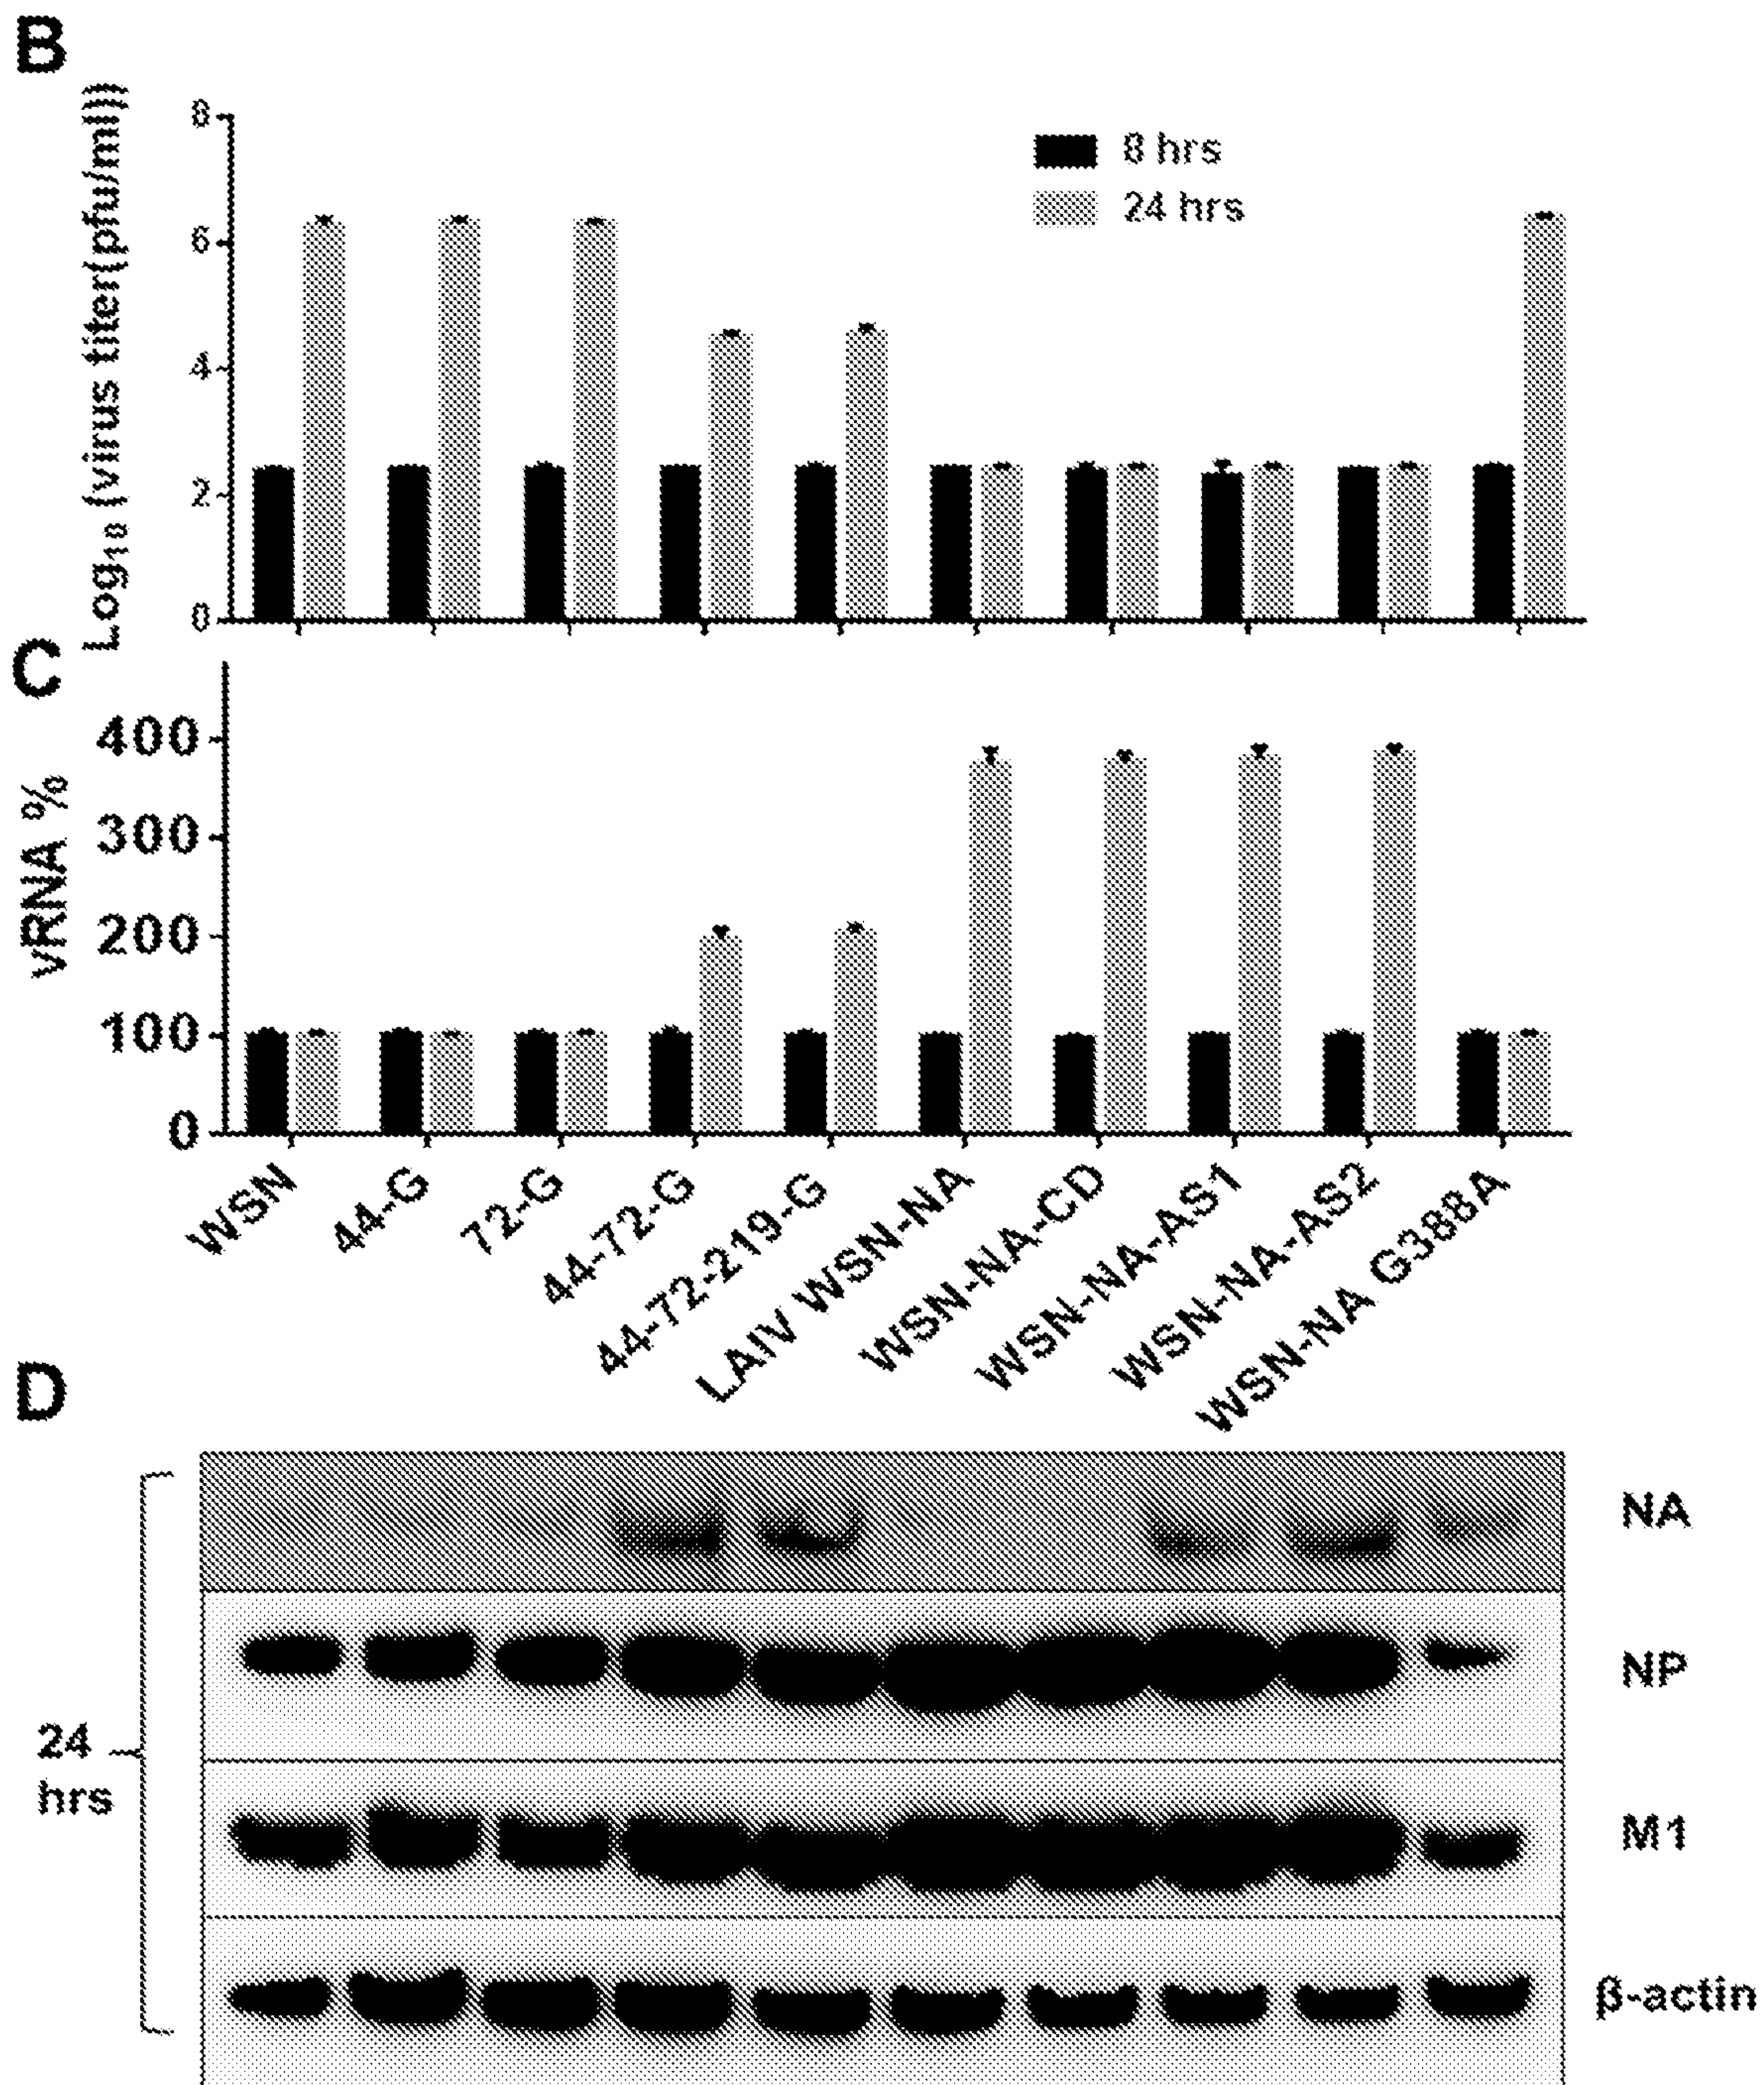 B
Log10 (virus titer(pfu/ml))
8
6
4
2
0
8 hrs
24 hrs
C
vRNA %
400
300
200
100
0
WSN
44-G
72-G
44-72-G
44-72-219-G
LAIV WSN-NA
WSN-NA-CD
WSN-NA-AS1
WSN-NA-AS2
WSN-NA G388A
D
24
hrs
NA
NP
M1
β-actin